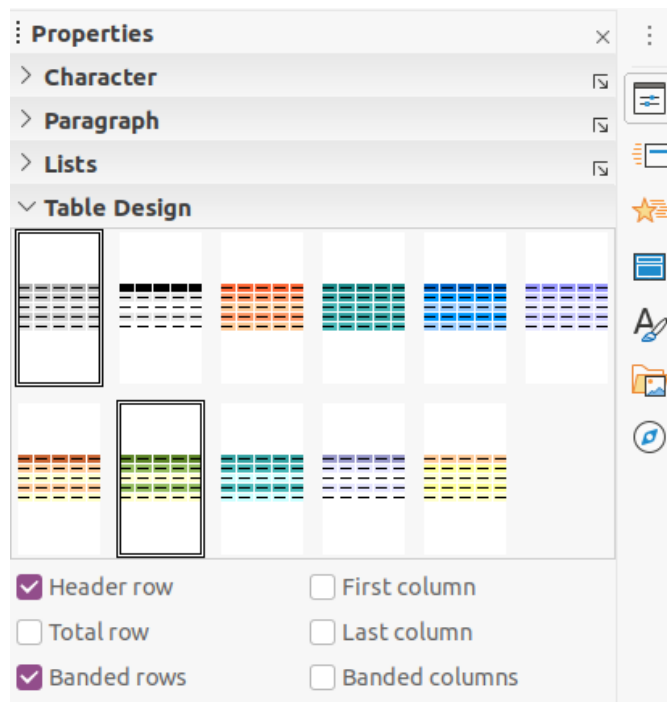 Properties
Character
Paragraph
Lists
Table Design
Header row
First column
Total row
Last column
Banded rows
Banded columns